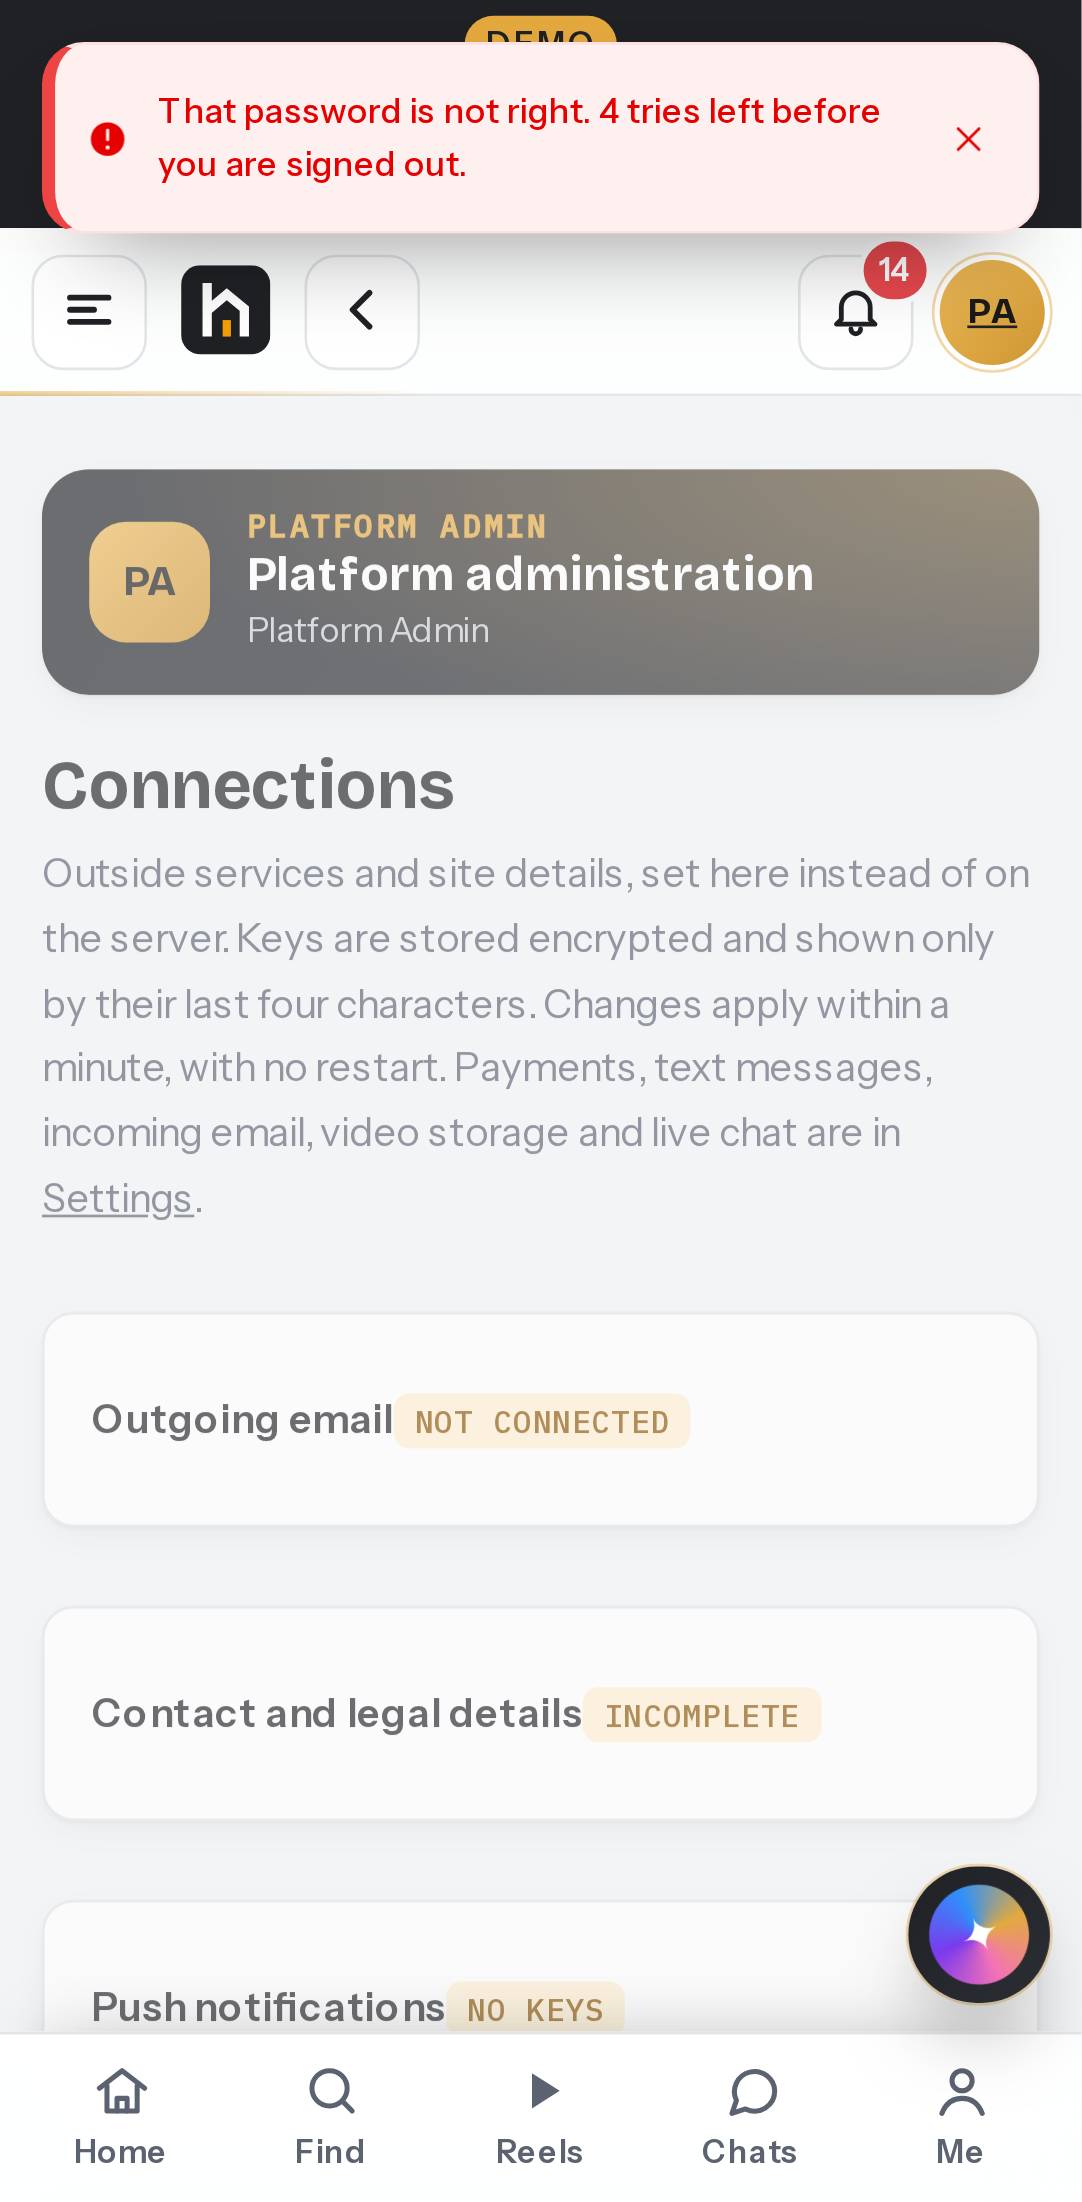 DEMO
That password is not right. 4 tries left before
you are signed out.
14
PA
PA
PLATFORM ADMIN
Platform administration
Platform Admin
Connections
Outside services and site details, set here instead of on
the server. Keys are stored encrypted and shown only
by their last four characters. Changes apply within a
minute, with no restart. Payments, text messages,
incoming email, video storage and live chat are in
Settings.
Outgoing email NOT CONNECTED
Contact and legal details INCOMPLETE
Push notifications NO KEYS
Home Find Reels Chats Me